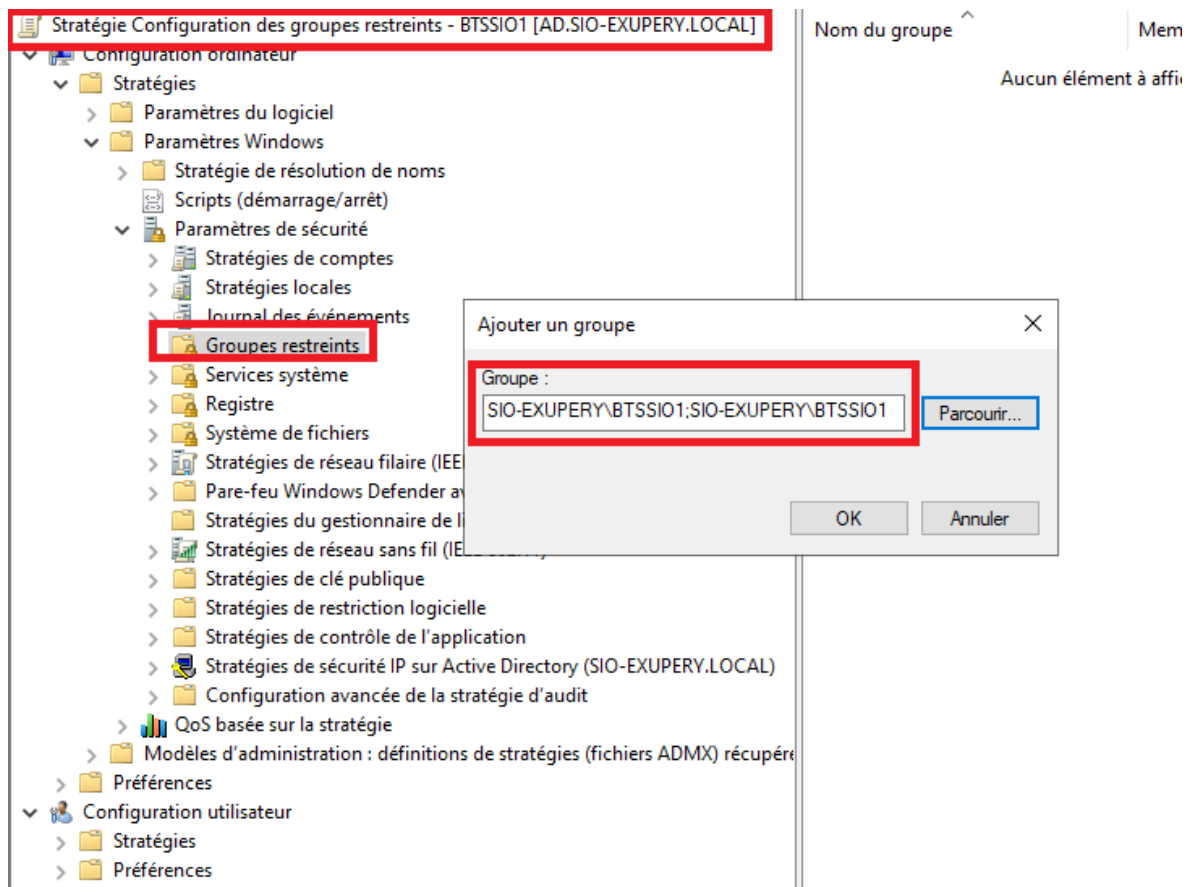 Stratégie Configuration des groupes restreints - BTSSIO1 [AD.SIO-EXUPERY.LOCAL]
Configuration ordinateur
Stratégies
Paramètres du logiciel
Paramètres Windows
Stratégie de résolution de noms
Scripts (démarrage/arrêt)
Paramètres de sécurité
Stratégies de comptes
Stratégies locales
Journal des événements
Groupes restreints
Services système
Registre
Système de fichiers
Stratégies de réseau filaire (IEE
Pare-feu Windows Defender av
Stratégies du gestionnaire de li
Stratégies de réseau sans fil
Stratégies de clé publique
Stratégies de restriction logicielle
Stratégies de contrôle de l'application
Stratégies de sécurité IP sur Active Directory (SIO-EXUPERY.LOCAL)
Configuration avancée de la stratégie d'audit
QoS basée sur la stratégie
Modèles d'administration : définitions de stratégies (fichiers ADMX) récupéré
Préférences
Configuration utilisateur
Stratégies
Préférences
Nom du groupe Mem
Aucun élément à affi
Ajouter un groupe
Groupe :
SIO-EXUPERY\BTSSIO1;SIO-EXUPERY\BTSSIO1
Parcourir...
OK Annuler